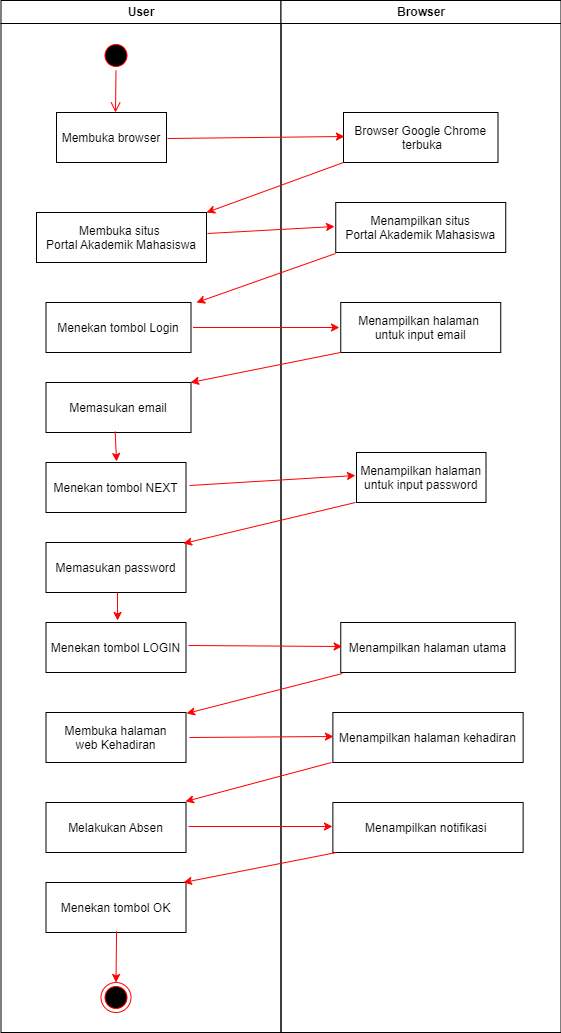 User
Browser
Membuka browser
Browser Google Chrome
terbuka
Membuka situs
Portal Akademik Mahasiswa
Menampilkan situs
Portal Akademik Mahasiswa
Menekan tombol Login
Menampilkan halaman
untuk input email
Memasukan email
Menekan tombol NEXT
Menampilkan halaman
untuk input password
Memasukan password
Menekan tombol LOGIN
Menampilkan halaman utama
Membuka halaman
web Kehadiran
Menampilkan halaman kehadiran
Melakukan Absen
Menampilkan notifikasi
Menekan tombol OK